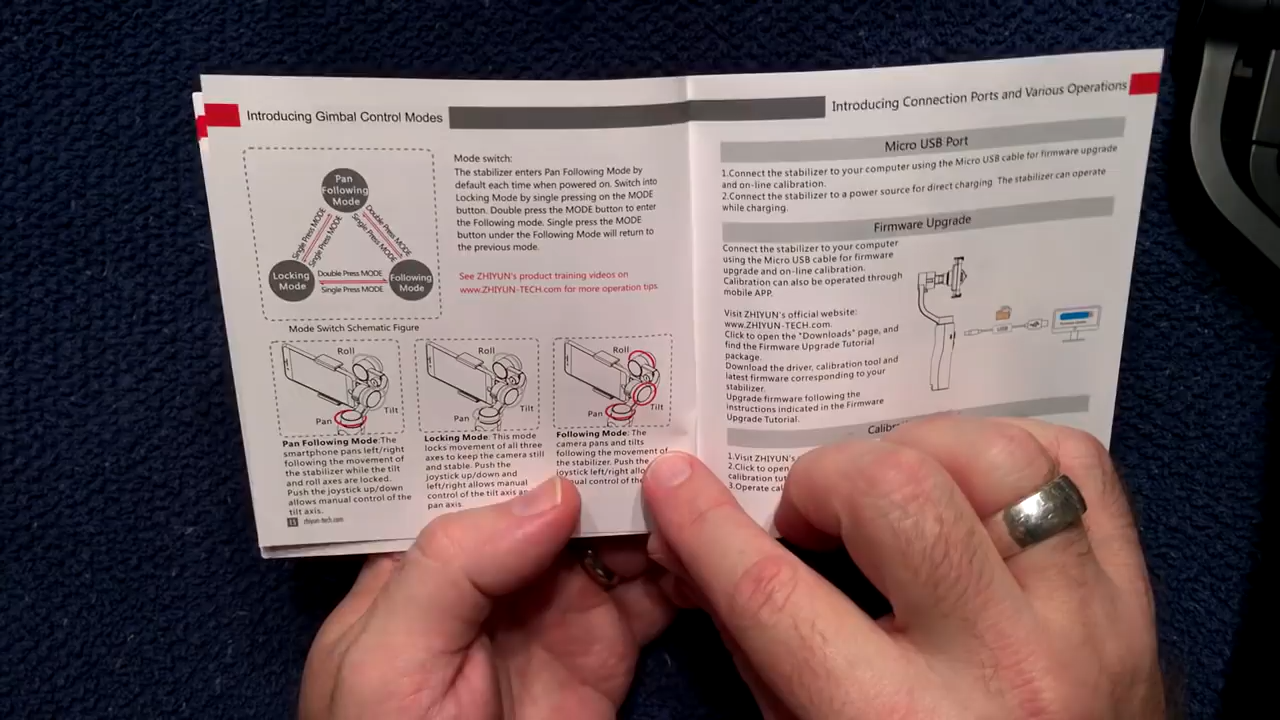 Introducing Gimbal Control Modes
Pan
Following
Mode
Single Press MODE
Single Press MODE
Double Press MODE
Single Press MODE
Locking
Mode
Double Press MODE
Single Press MODE
Following
Mode
Mode Switch Schematic Figure
Mode switch:
The stabilizer enters Pan Following Mode by
default each time when powered on. Switch into
Locking Mode by single pressing on the MODE
button. Double press the MODE button to enter
the Following mode. Single press the MODE
button under the Following Mode will return to
the previous mode.
See ZHIYUN's product training videos on
www.ZHIYUN-TECH.com for more operation tips
Roll
Tilt
Pan
Pan Following Mode:The
smartphone pans left/right
following the movement of
the stabilizer while the tilt
and roll axes are locked.
Push the joystick up/down
allows manual control of the
tilt axis.
Roll
Tilt
Pan
Locking Mode: This mode
locks movement of all three
axes to keep the camera still
and stable. Push the
joystick up/down and
left/right allows manual
control of the tilt axis
pan axis.
Roll
Tilt
Pan
Following Mode: The
camera pans and tilts
following the movement of
the stabilizer. Push the
joystick left/right
control of the
zhiyun-tech.com
Introducing Connection Ports and Various Operations
Micro USB Port
1.Connect the stabilizer to your computer using the Micro USB cable for firmware upgrade
and on-line calibration.
2.Connect the stabilizer to a power source for direct charging. The stabilizer can operate
while charging.
Firmware Upgrade
Connect the stabilizer to your computer
using the Micro USB cable for firmware
upgrade and on-line calibration.
Calibration can also be operated through
mobile APP.
Visit ZHIYUN's official website:
www.ZHIYUN-TECH.com.
Click to open the "Downloads" page, and
find the Firmware Upgrade Tutorial
package.
Download the driver, calibration tool and
latest firmware corresponding to your
stabilizer.
Upgrade firmware following the
instructions indicated in the Firmware
Upgrade Tutorial.
USB
1.Visit ZHIYUN's
2.Click to open
calibration
3.Operate